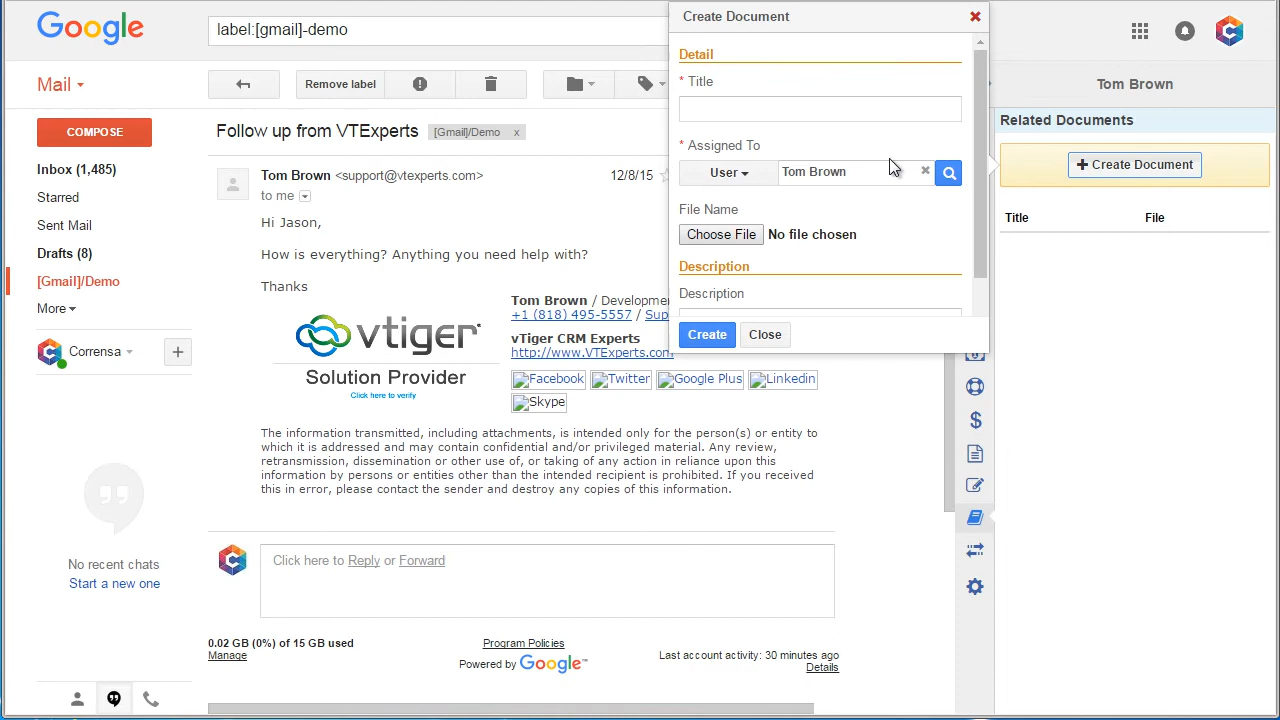 Google
label:[gmail]-demo
Mail
Remove label
COMPOSE
Inbox (1,485)
Starred
Sent Mail
Drafts (8)
[Gmail]/Demo
More
Corrensa
+
No recent chats
Start a new one
Follow up from VTExperts
[Gmail]/Demo x
Tom Brown <support@vtexperts.com>
12/8/15
to me
Hi Jason,
How is everything? Anything you need help with?
Thanks
vtiger
Solution Provider
Click here to verify
Tom Brown / Developme
+1 (818) 495-5557 / Sup
vTiger CRM Experts
http://www.VTExperts.com
Facebook Twitter Google Plus Linkedin
Skype
The information transmitted, including attachments, is intended only for the person(s) or entity to
which it is addressed and may contain confidential and/or privileged material. Any review,
retransmission, dissemination or other use of, or taking of any action in reliance upon this
information by persons or entities other than the intended recipient is prohibited. If you received
this in error, please contact the sender and destroy any copies of this information.
Click here to Reply or Forward
0.02 GB (0%) of 15 GB used
Manage
Program Policies
Powered by Google™
Last account activity: 30 minutes ago
Details
Create Document
Detail
* Title
* Assigned To
User
Tom Brown
File Name
Choose File No file chosen
Description
Description
Create
Close
Tom Brown
Related Documents
+ Create Document
Title
File